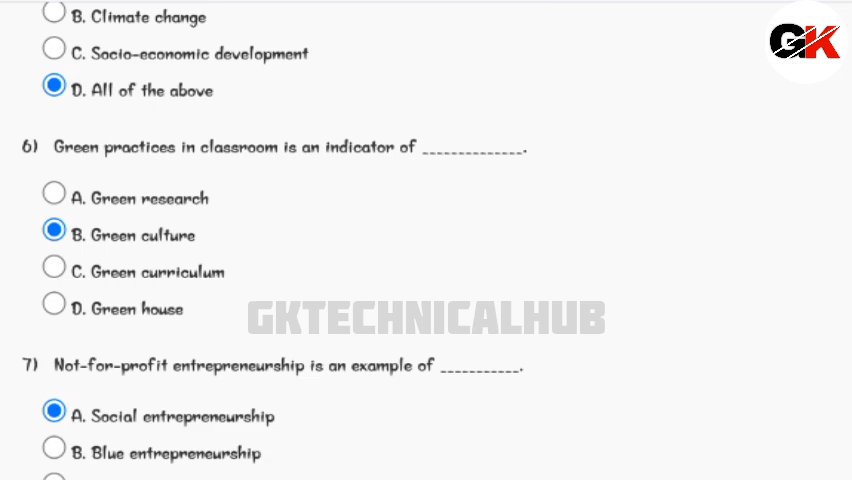 GK
B. Climate change
C. Socio-economic development
D. All of the above
6) Green practices in classroom is an indicator of ______________.
A. Green research
B. Green culture
C. Green curriculum
D. Green house
GKTECHNICALHUB
7) Not-for-profit entrepreneurship is an example of ___________.
A. Social entrepreneurship
B. Blue entrepreneurship